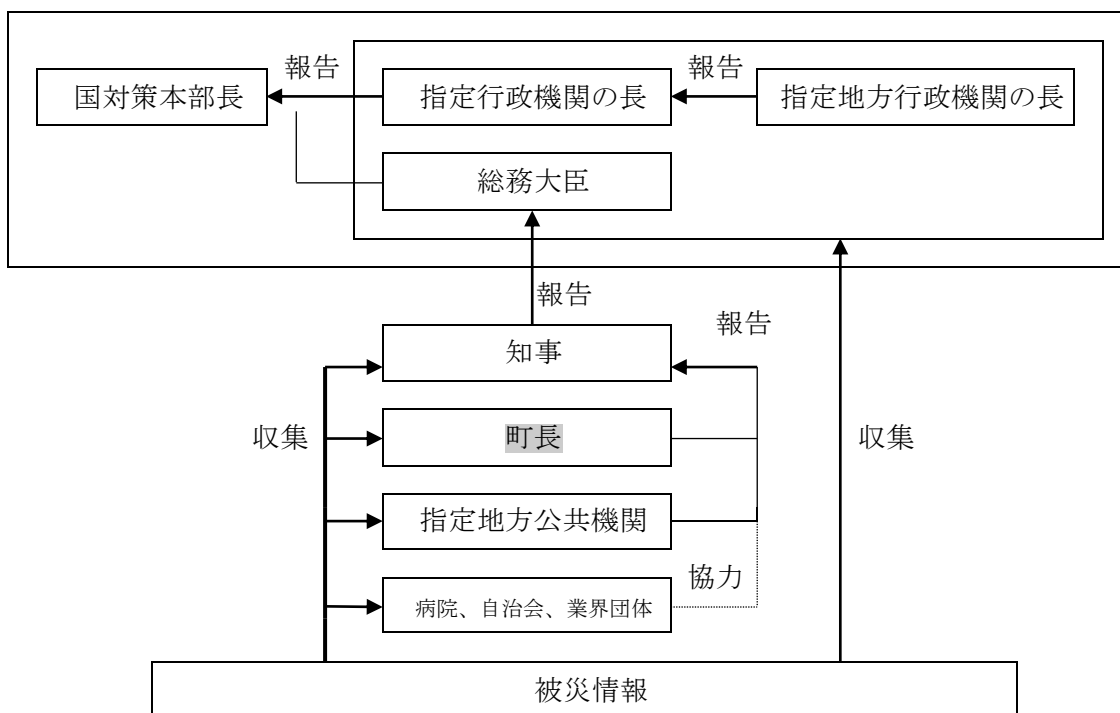 報告
報告
国対策本部長
指定行政機関の長
指定地方行政機関の長
総務大臣
報告
報告
知事
収集
町長
収集
指定地方公共機関
協力
病院、自治会、業界団体
被災情報